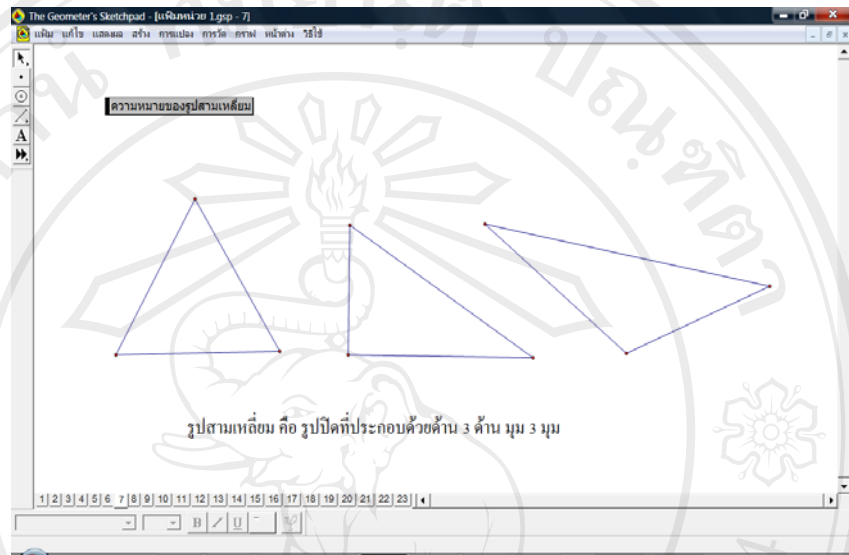 The Geometer's Sketchpad - [แฟ้มหน่วย 1.gsp - 7]
แฟ้ม แก้ไข แสดงผล สร้าง การแปลง การวัด กราฟ หน้าต่าง วิธีใช้
ความหมายของรูปสามเหลี่ยม
A
รูปสามเหลี่ยม คือ รูปปิดที่ประกอบด้วยด้าน 3 ด้าน มุม 3 มุม
1 2 3 4 5 6 7 8 9 10 11 12 13 14 15 16 17 18 19 20 21 22 23
B I U